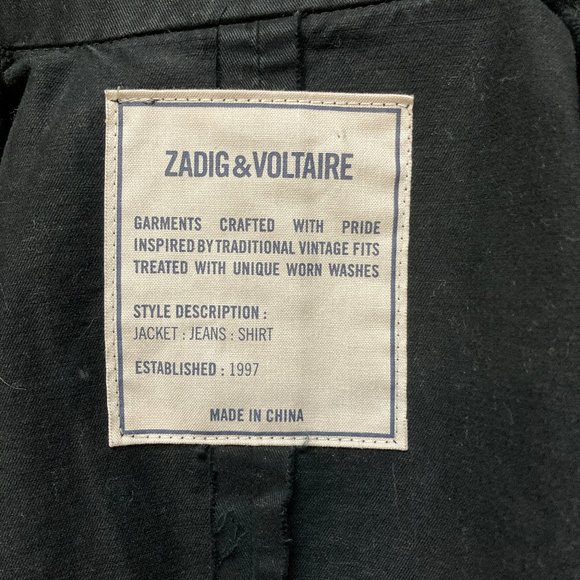 ZADIG&VOLTAIRE
GARMENTS CRAFTED WITH PRIDE
INSPIRED BY TRADITIONAL VINTAGE FITS
TREATED WITH UNIQUE WORN WASHES
STYLE DESCRIPTION :
JACKET : JEANS : SHIRT
ESTABLISHED : 1997
MADE IN CHINA